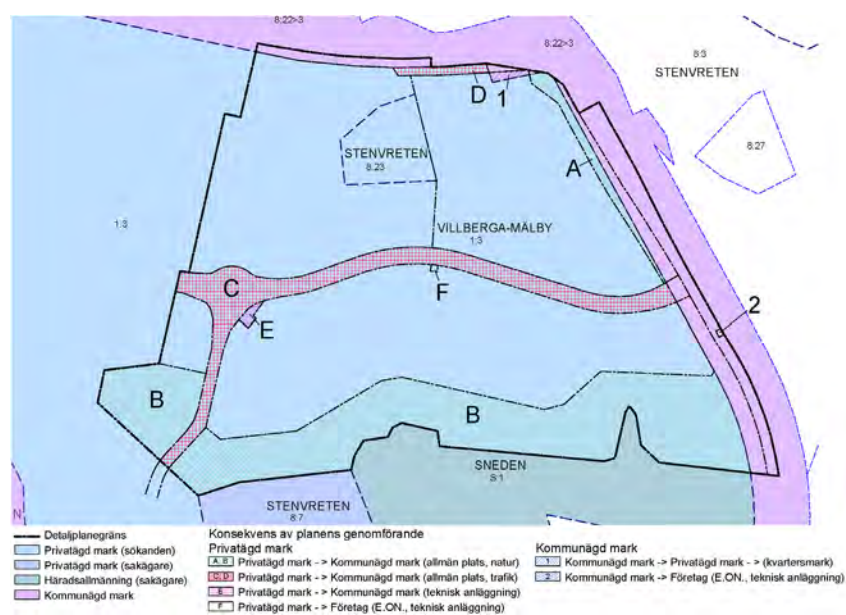 8:22>3
8:22>3
8:3
STENVRETEN
D
1
8:27
STENVRETEN
8:23
A
1:3
VILLBERGA-MÄLBY
1:3
C
F
E
2
B
B
SNEDEN
S:1
STENVRETEN
8:7
N
Detaljplanegräns
Privatägd mark (sökanden)
Privatägd mark (sakägare)
Häradsallmänning (sakägare)
Kommunägd mark
Konsekvens av planens genomförande
Privatägd mark
A, B Privatägd mark - -> Kommunägd mark (allmän plats, natur)
C, D Privatägd mark - -> Kommunägd mark (allmän plats, trafik)
E Privatägd mark - -> Kommunägd mark (teknisk anläggning)
F Privatägd mark - -> Företag (E.ON., teknisk anläggning)
Kommunägd mark
1 Kommunägd mark -> Privatägd mark - -> (kvartersmark)
2 Kommunägd mark -> Företag (E.ON, teknisk anläggning)